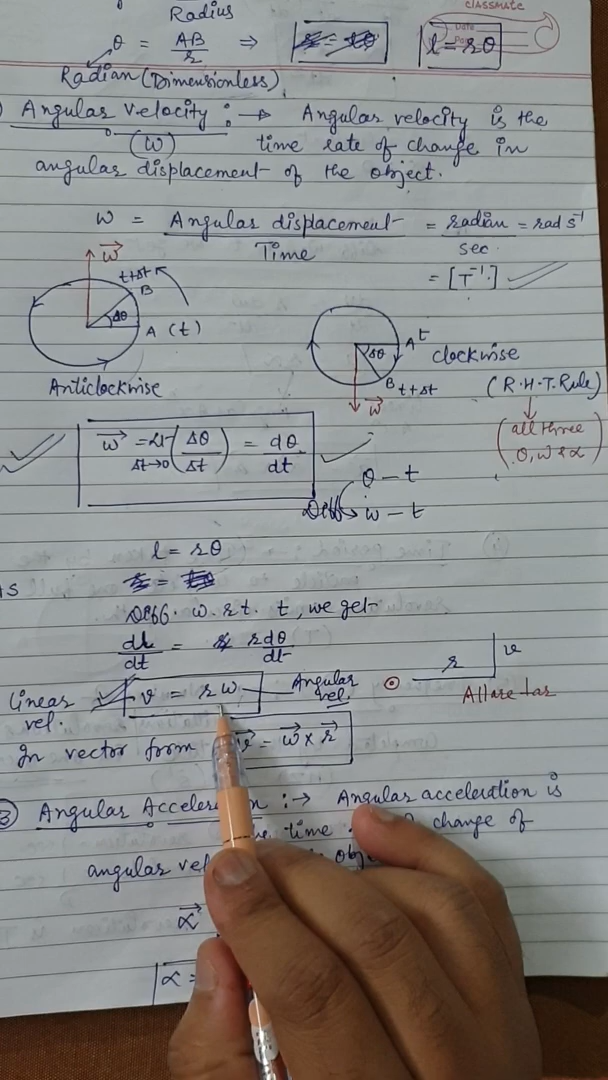 classmate
Date
Radius
θ = AB/r ⇒ l = rθ
Radian (Dimensionless)
Angular Velocity :→ Angular velocity is the
(ω) time rate of change in
angular displacement of the object.
ω = Angular displacement / Time = radian / sec = rad s⁻¹
= [T⁻¹]
ω⃗
t+Δt
B
Δθ
A (t)
Anticlockwise
A t
Δθ
clockwise
B t+Δt
ω⃗
(R.H.T. Rule)
(all three
θ, ω & α)
ω⃗ = Lt Δt→0 (Δθ/Δt) = dθ/dt
θ – t
Diff → ω – t
l = rθ
Diff. w.r.t. t, we get
dl/dt = r dθ/dt
Linear vel. v = rω Angular vel.
r v
In vector form v⃗ = ω⃗ × r⃗
3) Angular Acceleration :→ Angular acceleration is
time change of
angular vel
α⃗
α =